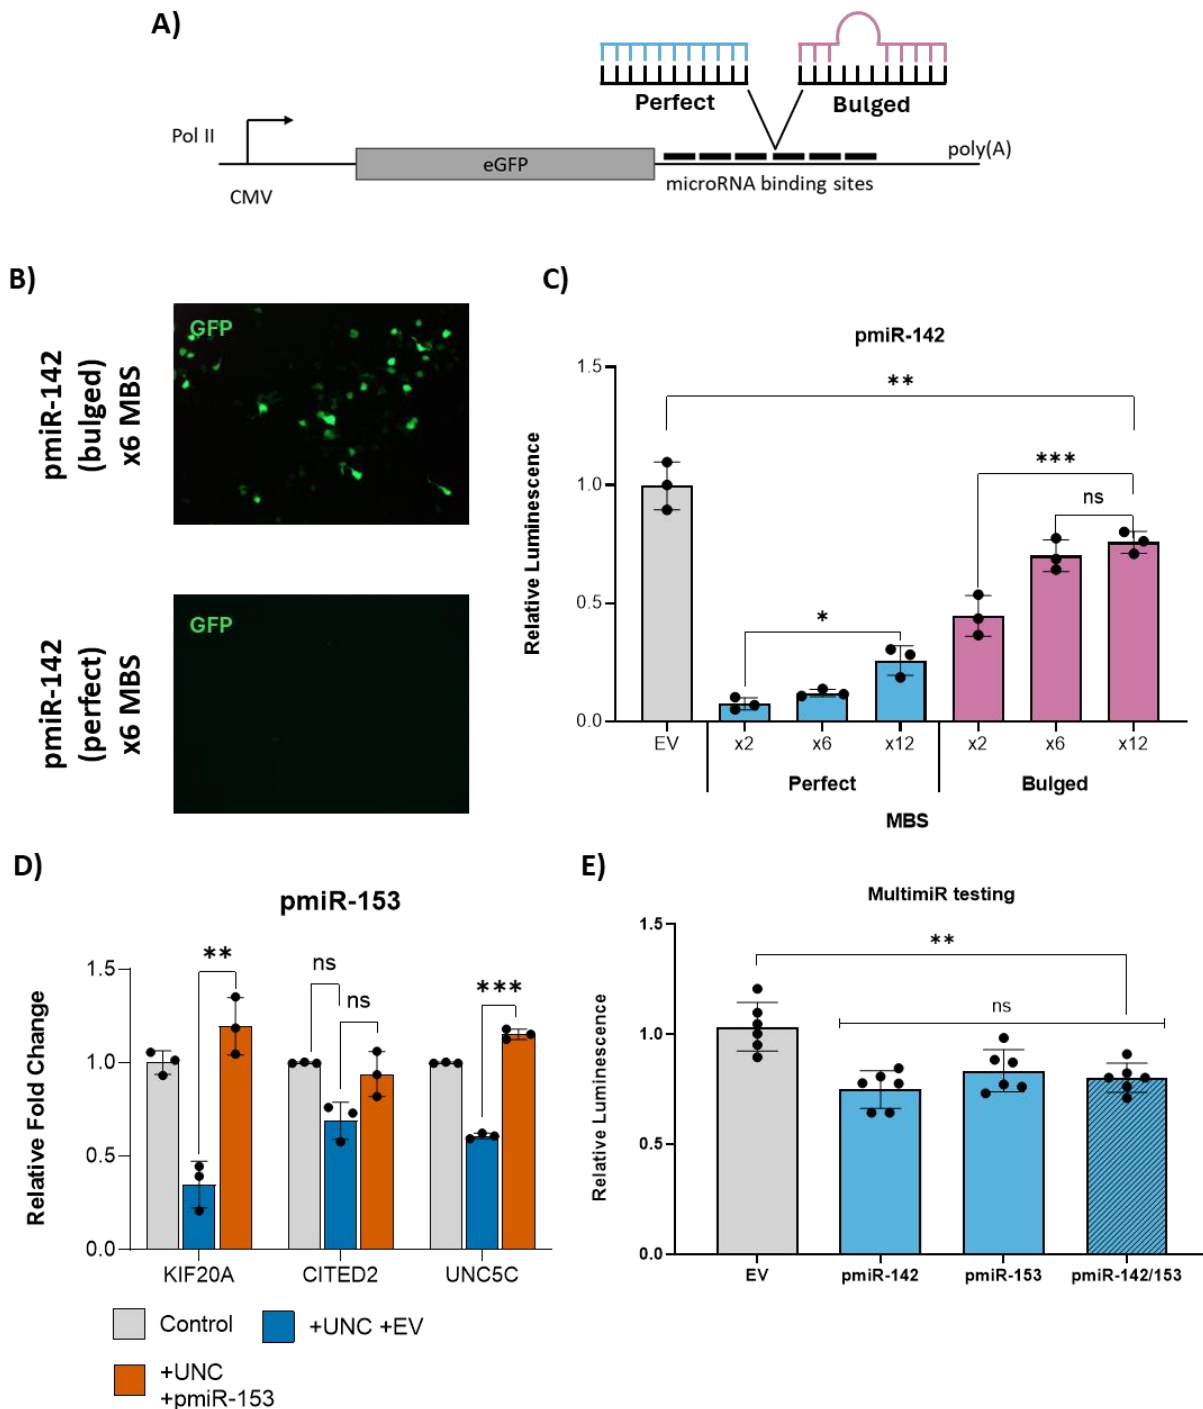 A)
Perfect
Bulged
Pol II
eGFP
poly(A)
microRNA binding sites
CMV
B)
pmiR-142
(bulged)
x6 MBS
GFP
pmiR-142
(perfect)
x6 MBS
GFP
C)
pmiR-142
1.5
1.0
0.5
0.0
Relative Luminescence
**
***
ns
*
EV
x2
x6
x12
x2
x6
x12
Perfect
Bulged
MBS
D)
pmiR-153
1.5
1.0
0.5
0.0
Relative Fold Change
**
ns
ns
***
KIF20A
CITED2
UNC5C
Control
+UNC +EV
+UNC
+pmiR-153
E)
MultimiR testing
1.5
1.0
0.5
0.0
Relative Luminescence
**
ns
EV
pmiR-142
pmiR-153
pmiR-142/153